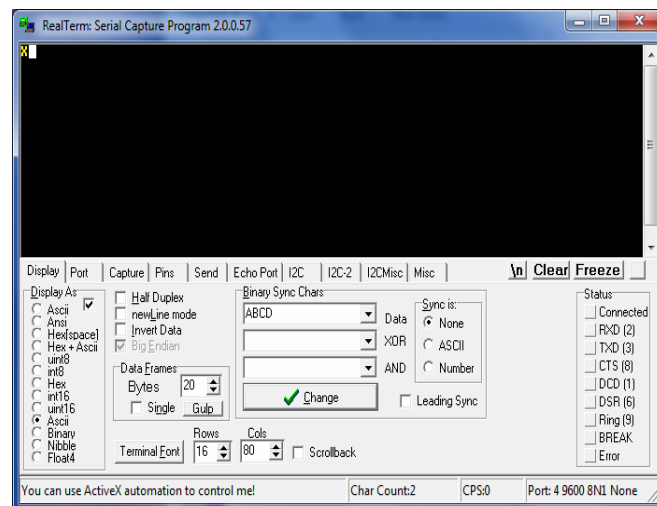 RealTerm: Serial Capture Program 2.0.0.57
X
Display Port Capture Pins Send Echo Port I2C I2C-2 I2CMisc Misc \n Clear Freeze
Display As
Ascii
Ansi
Hex[space]
Hex + Ascii
uint8
int8
Hex
int16
uint16
Ascii
Binary
Nibble
Float4
Half Duplex
newLine mode
Invert Data
Big Endian
Data Frames
Bytes 20
Single Gulp
Terminal Font
Rows
16
Cols
80
Scrollback
Binary Sync Chars
ABCD
Data
XOR
AND
Change
Sync is:
None
ASCII
Number
Leading Sync
Status
Connected
RXD (2)
TXD (3)
CTS (8)
DCD (1)
DSR (6)
Ring (9)
BREAK
Error
You can use ActiveX automation to control me! Char Count:2 CPS:0 Port: 4 9600 8N1 None